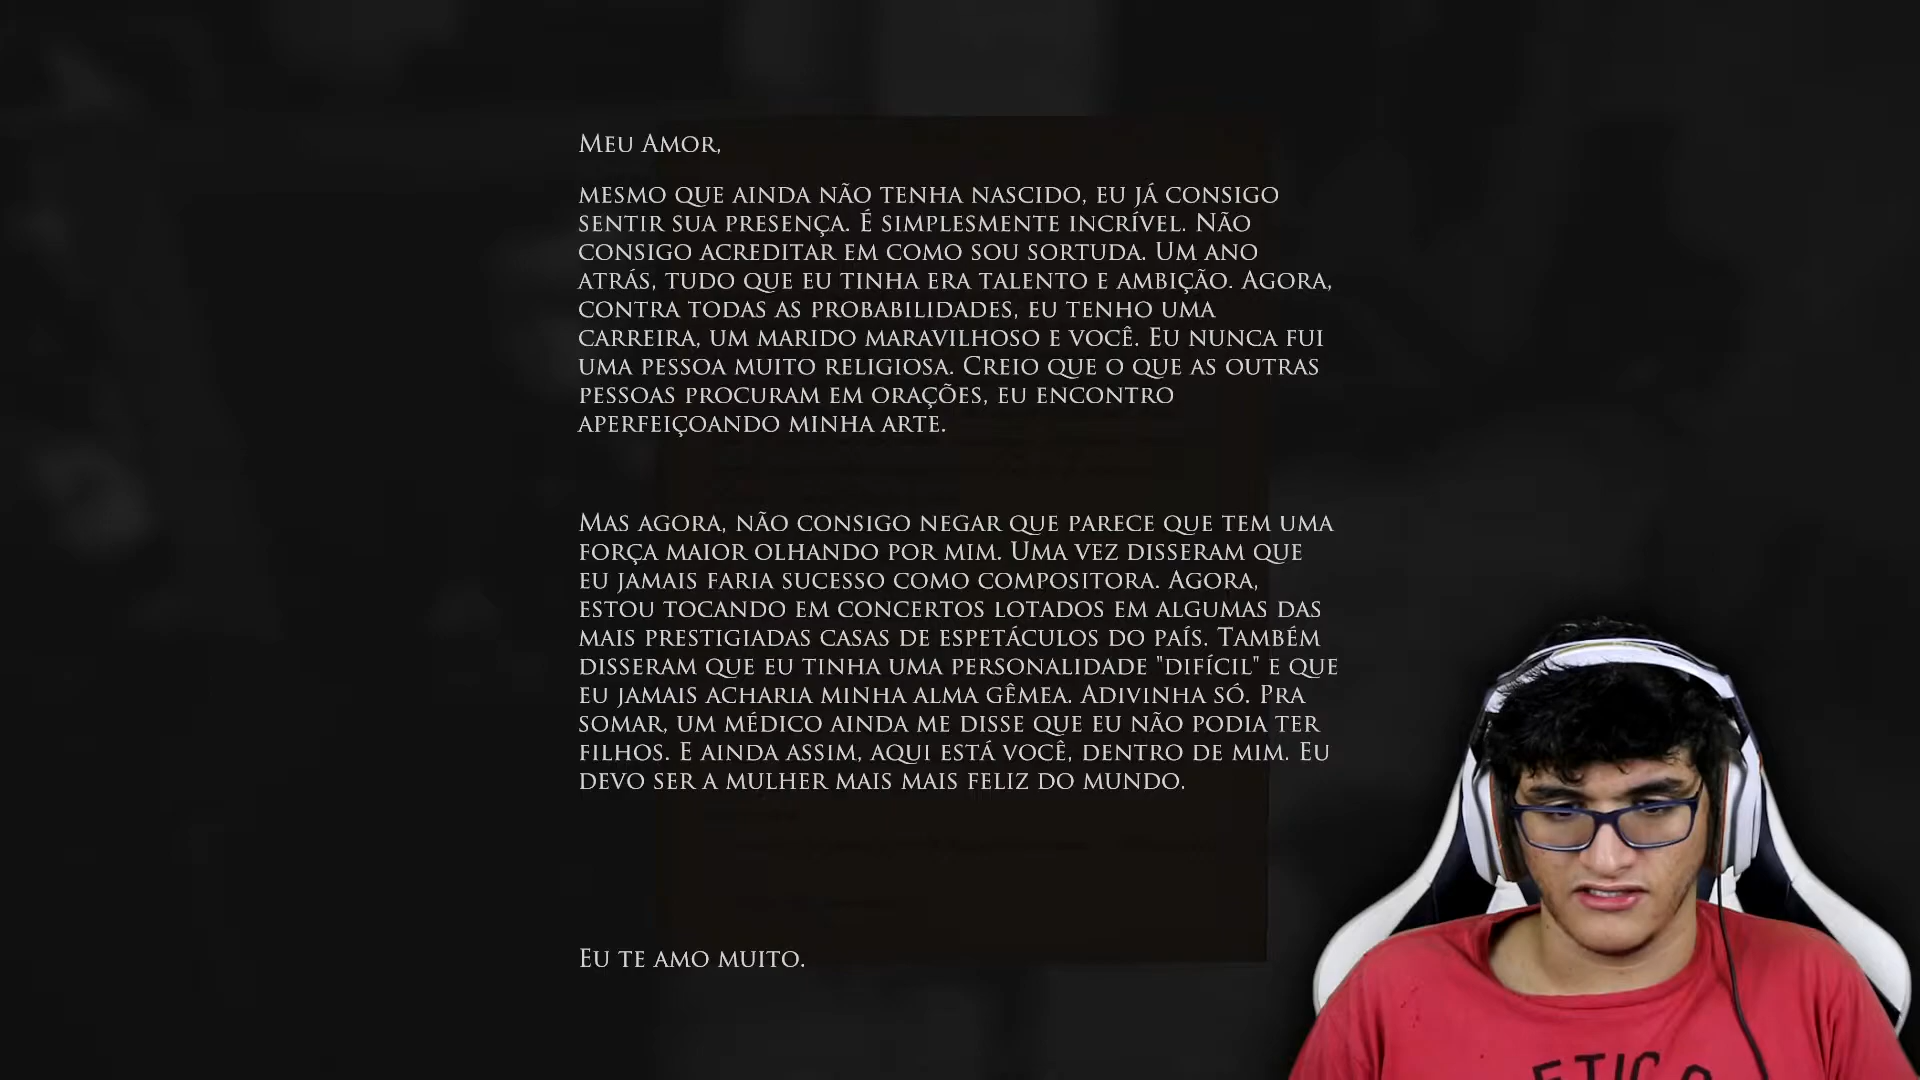 Meu Amor,
mesmo que ainda não tenha nascido, eu já consigo
sentir sua presença. É simplesmente incrível. Não
consigo acreditar em como sou sortuda. Um ano
atrás, tudo que eu tinha era talento e ambição. Agora,
contra todas as probabilidades, eu tenho uma
carreira, um marido maravilhoso e você. Eu nunca fui
uma pessoa muito religiosa. Creio que o que as outras
pessoas procuram em orações, eu encontro
aperfeiçoando minha arte.
Mas agora, não consigo negar que parece que tem uma
força maior olhando por mim. Uma vez disseram que
eu jamais faria sucesso como compositora. Agora,
estou tocando em concertos lotados em algumas das
mais prestigiadas casas de espetáculos do país. Também
disseram que eu tinha uma personalidade "difícil" e que
eu jamais acharia minha alma gêmea. Adivinha só. Pra
somar, um médico ainda me disse que eu não podia ter
filhos. E ainda assim, aqui está você, dentro de mim. Eu
devo ser a mulher mais mais feliz do mundo.
Eu te amo muito.